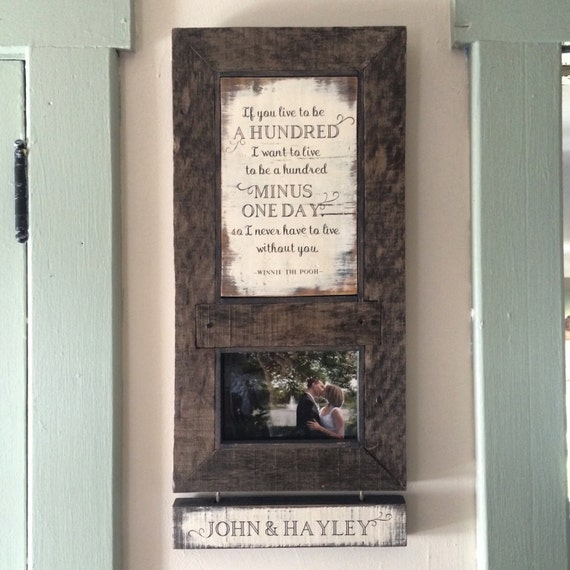 If you live to be
A HUNDRED
I want to live
to be a hundred
MINUS
ONE DAY,
so I never have to live
without you.
-WINNIE THE POOH-
JOHN & HAYLEY